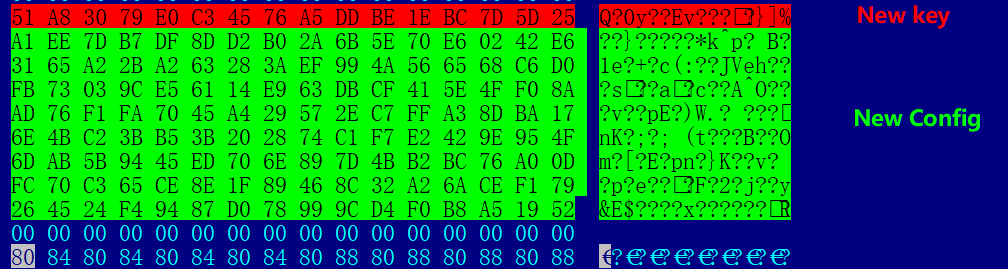 51 A8 30 79 E0 C3 45 76 A5 DD BE 1E BC 7D 5D 25 Q?0y??Ev????}]% New key
A1 EE 7D B7 DF 8D D2 B0 2A 6B 5E 70 E6 02 42 E6 ??}?????*k^p? B?
31 65 A2 2B A2 63 28 3A EF 99 4A 56 65 68 C6 D0 1e?+?c(:??JVeh??
FB 73 03 9C E5 61 14 E9 63 DB CF 41 5E 4F F0 8A ?s??a?c??A^O??
AD 76 F1 FA 70 45 A4 29 57 2E C7 FF A3 8D BA 17 ?v??pE?)W.? ???
6E 4B C2 3B B5 3B 20 28 74 C1 F7 E2 42 9E 95 4F nK?;?; (t???B??O New Config
6D AB 5B 94 45 ED 70 6E 89 7D 4B B2 BC 76 A0 0D m?[?E?pn?}K??v?
FC 70 C3 65 CE 8E 1F 89 46 8C 32 A2 6A CE F1 79 ?p?e???F?2?j??y
26 45 24 F4 94 87 D0 78 99 9C D4 F0 B8 A5 19 52 &E$????x??????R
00 00 00 00 00 00 00 00 00 00 00 00 00 00 00 00
80 84 80 84 80 84 80 84 80 88 80 88 80 88 80 88 €?€?€?€?€?€?€?€?